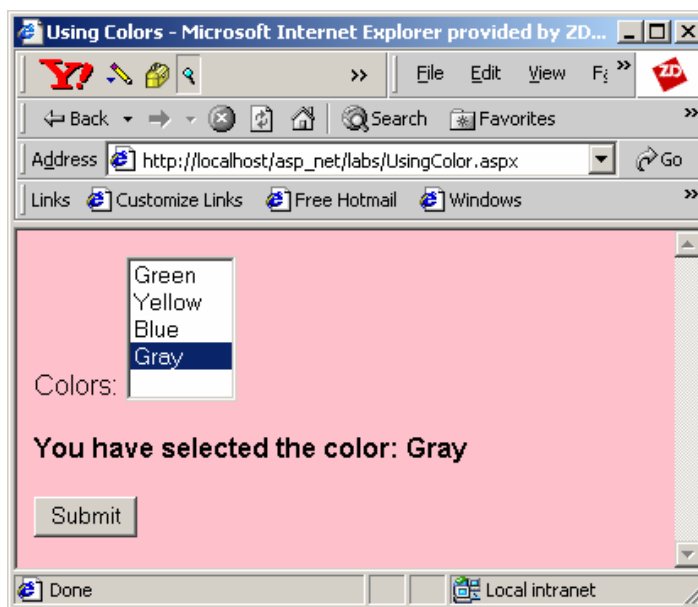 Using Colors - Microsoft Internet Explorer provided by ZD...
Y! » File Edit View » ZD
Back Search Favorites »
Address http://localhost/asp_net/labs/UsingColor.aspx Go
Links Customize Links Free Hotmail Windows »
Green
Yellow
Blue
Gray
Colors:
You have selected the color: Gray
Submit
Done Local intranet